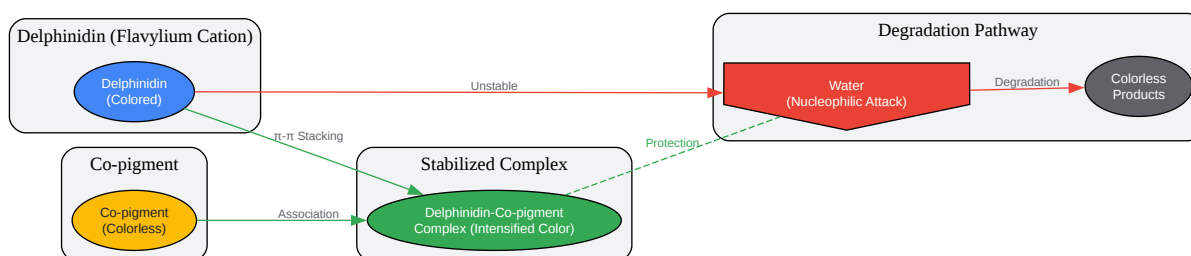 Delphinidin (Flavylium Cation)
Delphinidin
(Colored)
Unstable
π-π Stacking
Co-pigment
Co-pigment
(Colorless)
Association
Stabilized Complex
Delphinidin-Co-pigment
Complex (Intensified Color)
Protection
Degradation Pathway
Water
(Nucleophilic Attack)
Degradation
Colorless
Products